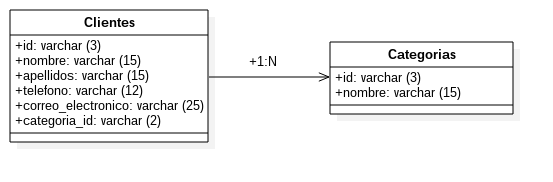 Clientes
+id: varchar (3)
+nombre: varchar (15)
+apellidos: varchar (15)
+telefono: varchar (12)
+correo_electronico: varchar (25)
+categoria_id: varchar (2)
+1:N
Categorias
+id: varchar (3)
+nombre: varchar (15)